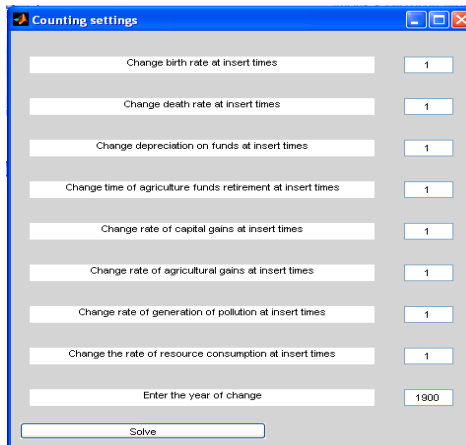 Counting settings
Change birth rate at insert times 1
Change death rate at insert times 1
Change depreciation on funds at insert times 1
Change time of agriculture funds retirement at insert times 1
Change rate of capital gains at insert times 1
Change rate of agricultural gains at insert times 1
Change rate of generation of pollution at insert times 1
Change the rate of resource consumption at insert times 1
Enter the year of change 1900
Solve